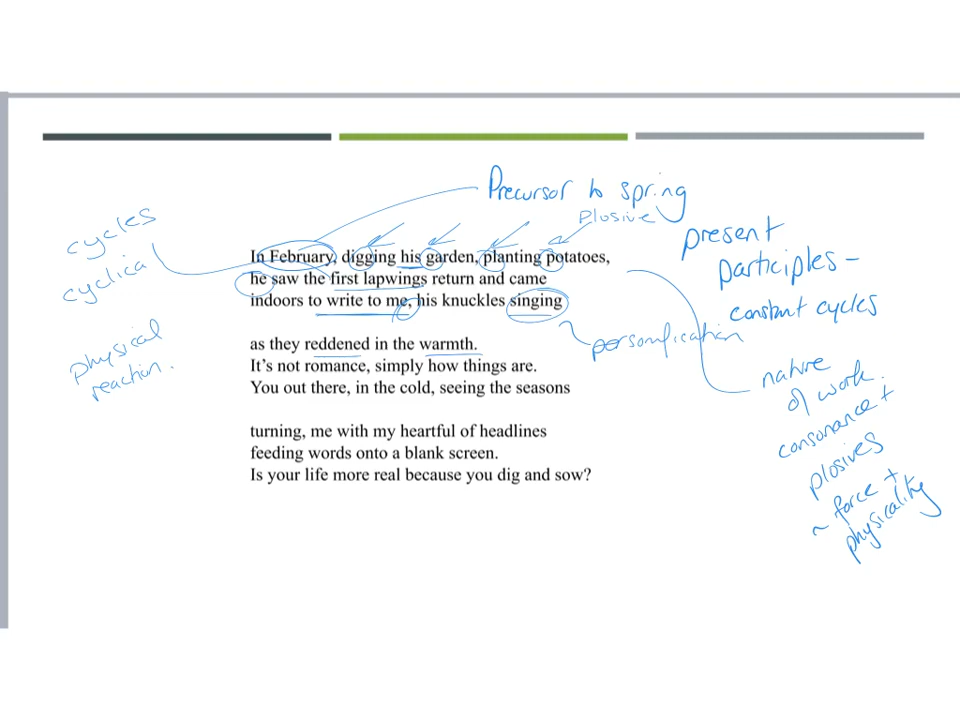 Precursor to spring
Plosive
cycles
cyclical
present
participles -
constant cycles
In February, digging his garden, planting potatoes,
he saw the first lapwings return and came
indoors to write to me, his knuckles singing
personification
physical
reaction.
as they reddened in the warmth.
It’s not romance, simply how things are.
You out there, in the cold, seeing the seasons
nature
of work.
consonance +
plosives
~ force +
physicality
turning, me with my heartful of headlines
feeding words onto a blank screen.
Is your life more real because you dig and sow?